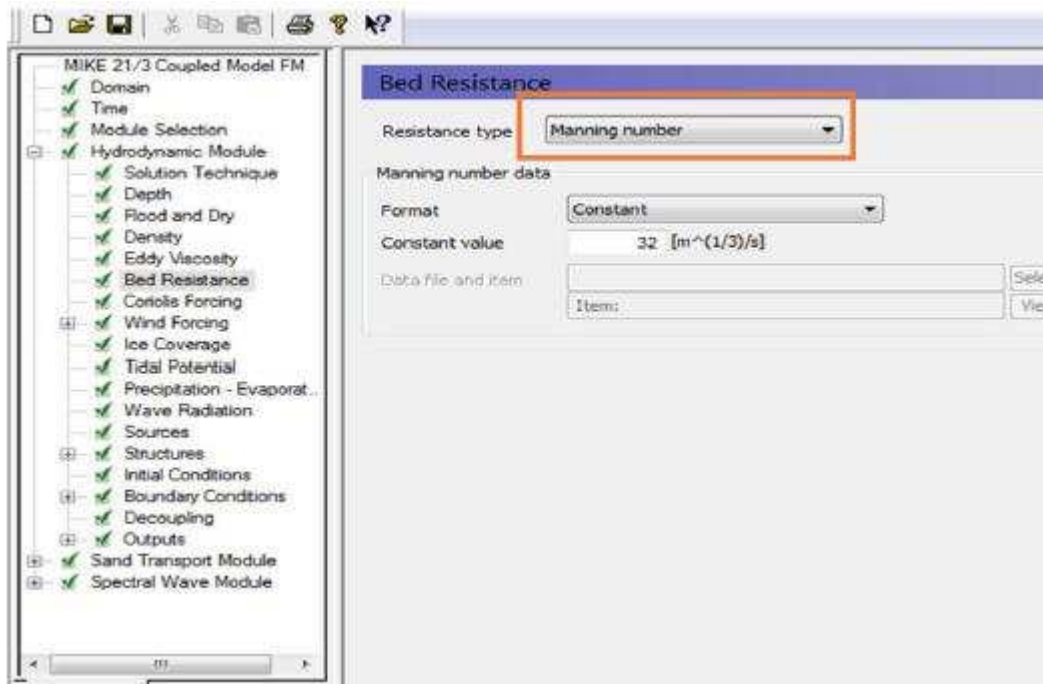 MIKE 21/3 Coupled Model FM
Domain
Time
Module Selection
Hydrodynamic Module
Solution Technique
Depth
Flood and Dry
Density
Eddy Viscosity
Bed Resistance
Coriolis Forcing
Wind Forcing
Ice Coverage
Tidal Potential
Precipitation - Evaporat..
Wave Radiation
Sources
Structures
Initial Conditions
Boundary Conditions
Decoupling
Outputs
Sand Transport Module
Spectral Wave Module
Bed Resistance
Resistance type Manning number
Manning number data
Format Constant
Constant value 32 [m^(1/3)/s]
Data file and item Sele
Item: Vie